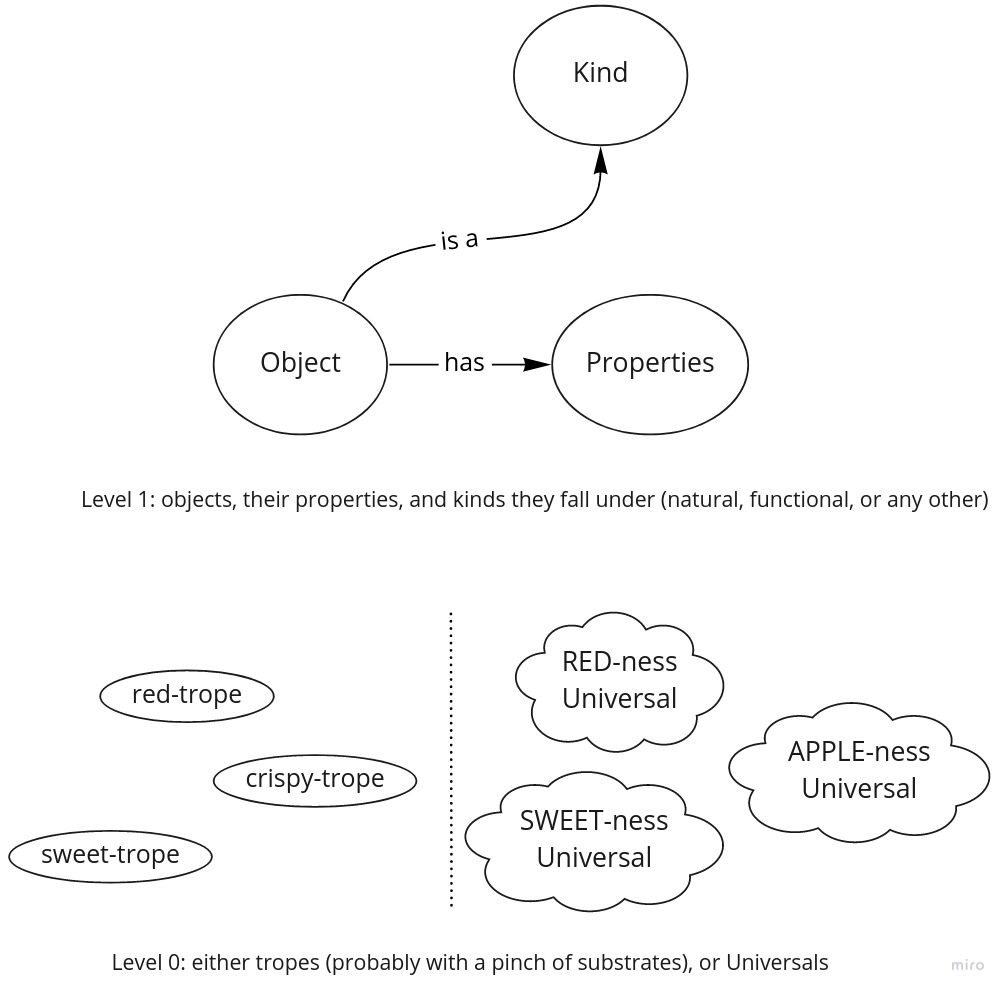 Kind
is a
Object
has
Properties
Level 1: objects, their properties, and kinds they fall under (natural, functional, or any other)
RED-ness
Universal
red-trope
APPLE-ness
Universal
crispy-trope
SWEET-ness
Universal
sweet-trope
Level 0: either tropes (probably with a pinch of substrates), or Universals
miro